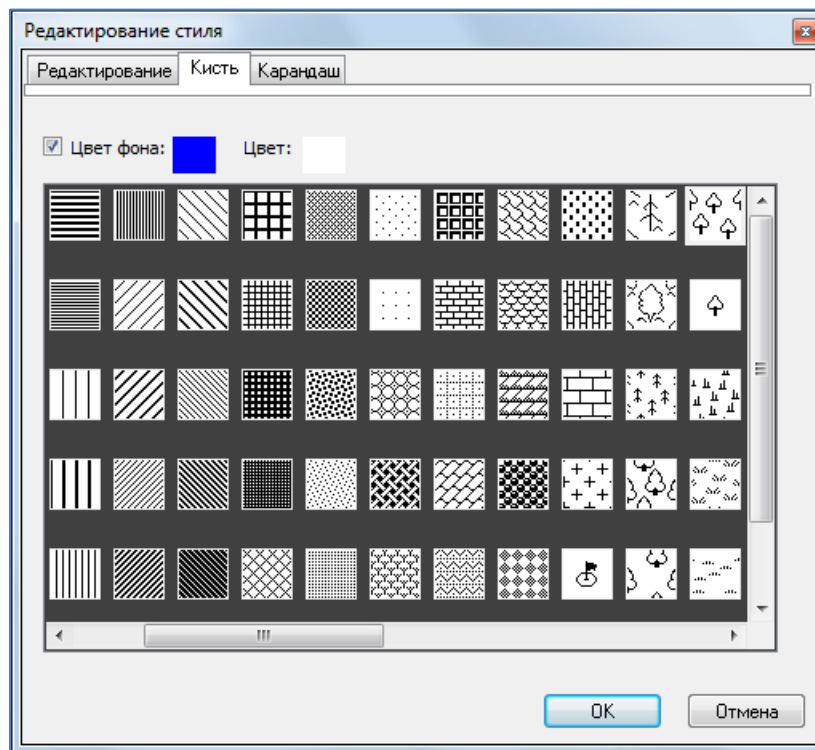 Редактирование стиля
Редактирование Кисть Карандаш
Цвет фона: Цвет:
OK Отмена